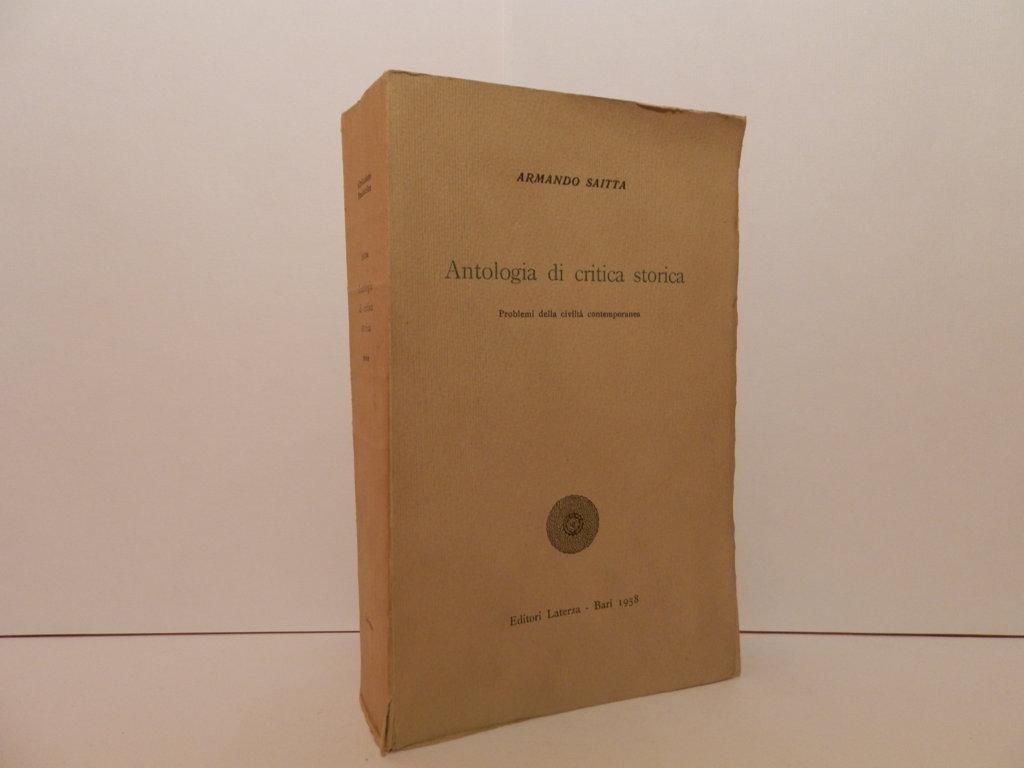 ARMANDO SAITTA
Antologia di critica storica
Problemi della civiltà contemporanea
Editori Laterza - Bari 1958